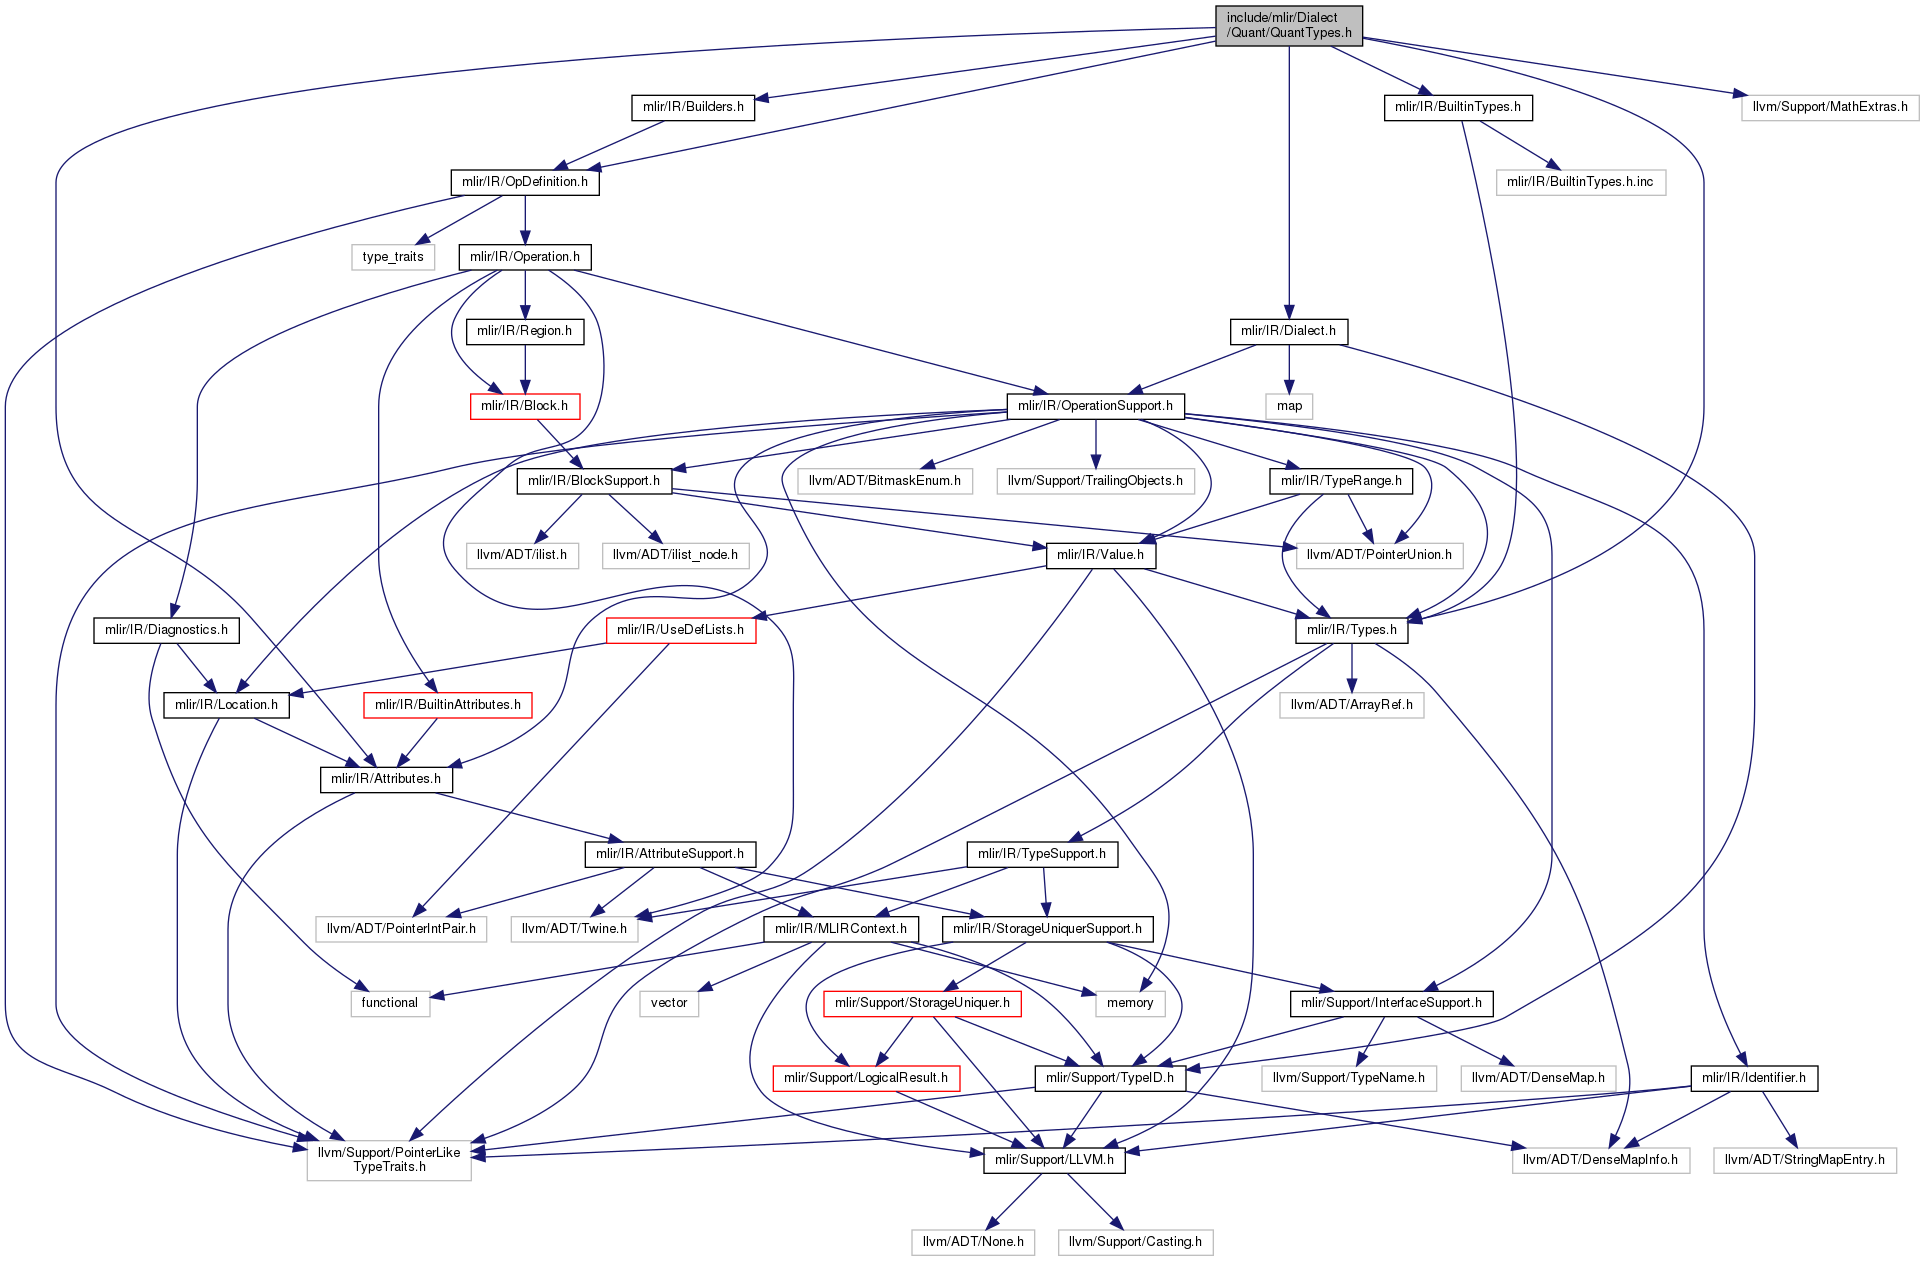 include/mlir/Dialect
/Quant/QuantTypes.h
mlir/IR/Builders.h
mlir/IR/BuiltinTypes.h
llvm/Support/MathExtras.h
mlir/IR/OpDefinition.h
mlir/IR/BuiltinTypes.h.inc
type_traits
mlir/IR/Operation.h
mlir/IR/Region.h
mlir/IR/Dialect.h
mlir/IR/Block.h
mlir/IR/OperationSupport.h
map
mlir/IR/BlockSupport.h
llvm/ADT/BitmaskEnum.h
llvm/Support/TrailingObjects.h
mlir/IR/TypeRange.h
llvm/ADT/ilist.h
llvm/ADT/ilist_node.h
mlir/IR/Value.h
llvm/ADT/PointerUnion.h
mlir/IR/Diagnostics.h
mlir/IR/UseDefLists.h
mlir/IR/Types.h
mlir/IR/Location.h
mlir/IR/BuiltinAttributes.h
llvm/ADT/ArrayRef.h
mlir/IR/Attributes.h
mlir/IR/AttributeSupport.h
mlir/IR/TypeSupport.h
llvm/ADT/PointerIntPair.h
llvm/ADT/Twine.h
mlir/IR/MLIRContext.h
mlir/IR/StorageUniquerSupport.h
functional
vector
mlir/Support/StorageUniquer.h
memory
mlir/Support/InterfaceSupport.h
mlir/Support/LogicalResult.h
mlir/Support/TypeID.h
llvm/Support/TypeName.h
llvm/ADT/DenseMap.h
mlir/IR/Identifier.h
llvm/Support/PointerLike
TypeTraits.h
mlir/Support/LLVM.h
llvm/ADT/DenseMapInfo.h
llvm/ADT/StringMapEntry.h
llvm/ADT/None.h
llvm/Support/Casting.h